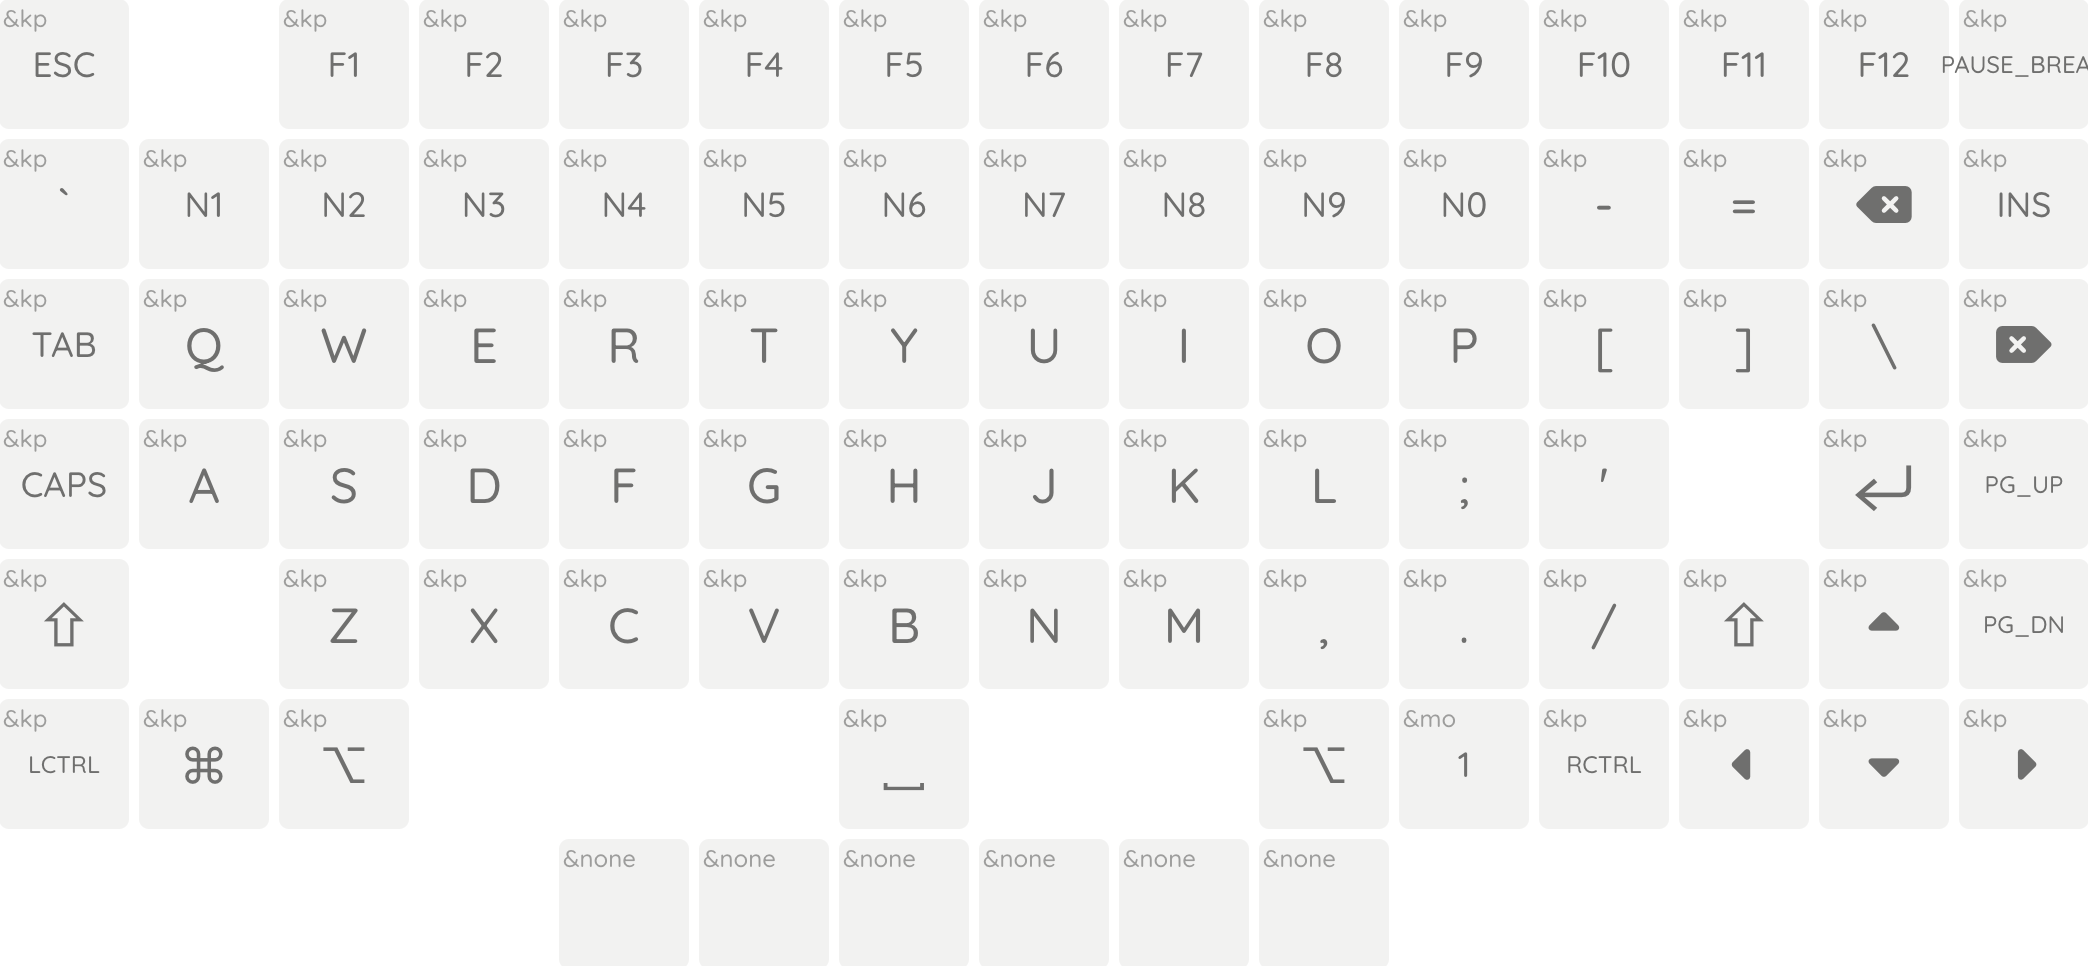 &kp &kp &kp &kp &kp &kp &kp &kp &kp &kp &kp &kp &kp &kp
ESC F1 F2 F3 F4 F5 F6 F7 F8 F9 F10 F11 F12 PAUSE_BREA
&kp &kp &kp &kp &kp &kp &kp &kp &kp &kp &kp &kp &kp &kp &kp
` N1 N2 N3 N4 N5 N6 N7 N8 N9 N0 - = INS
&kp &kp &kp &kp &kp &kp &kp &kp &kp &kp &kp &kp &kp &kp &kp
TAB Q W E R T Y U I O P [ ] \
&kp &kp &kp &kp &kp &kp &kp &kp &kp &kp &kp &kp &kp &kp
CAPS A S D F G H J K L ; ' PG_UP
&kp &kp &kp &kp &kp &kp &kp &kp &kp &kp &kp &kp &kp &kp
⇧ Z X C V B N M , . / ⇧ PG_DN
&kp &kp &kp &kp &kp &mo &kp &kp &kp &kp
LCTRL ⌘ ⌥ ⎵ ⌥ 1 RCTRL
&none &none &none &none &none &none